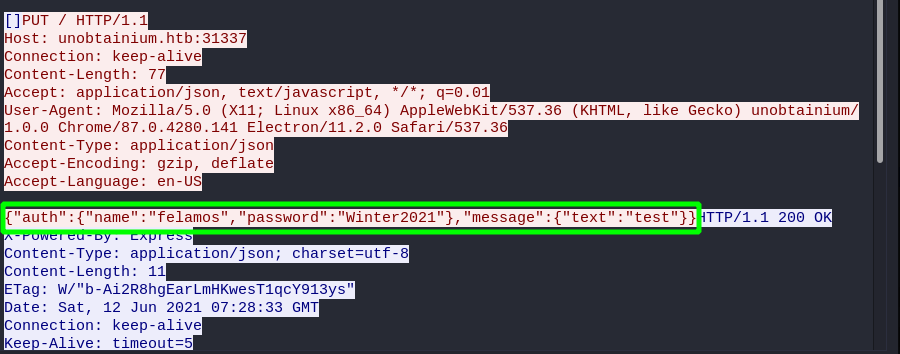 []PUT / HTTP/1.1
Host: unobtainium.htb:31337
Connection: keep-alive
Content-Length: 77
Accept: application/json, text/javascript, */*; q=0.01
User-Agent: Mozilla/5.0 (X11; Linux x86_64) AppleWebKit/537.36 (KHTML, like Gecko) unobtainium/
1.0.0 Chrome/87.0.4280.141 Electron/11.2.0 Safari/537.36
Content-Type: application/json
Accept-Encoding: gzip, deflate
Accept-Language: en-US
{"auth":{"name":"felamos","password":"Winter2021"},"message":{"text":"test"}}HTTP/1.1 200 OK
X-Powered-By: Express
Content-Type: application/json; charset=utf-8
Content-Length: 11
ETag: W/"b-Ai2R8hgEarLmHKwesT1qcY913ys"
Date: Sat, 12 Jun 2021 07:28:33 GMT
Connection: keep-alive
Keep-Alive: timeout=5